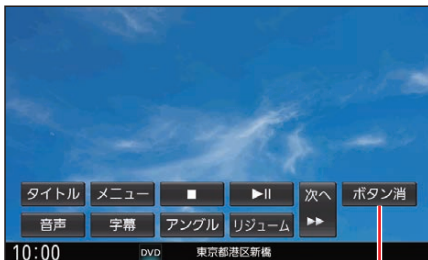 タイトル メニュー ■ ▶II 次へ ボタン消
音声 字幕 アングル リジューム ▶▶
10:00 DVD 東京都港区新橋